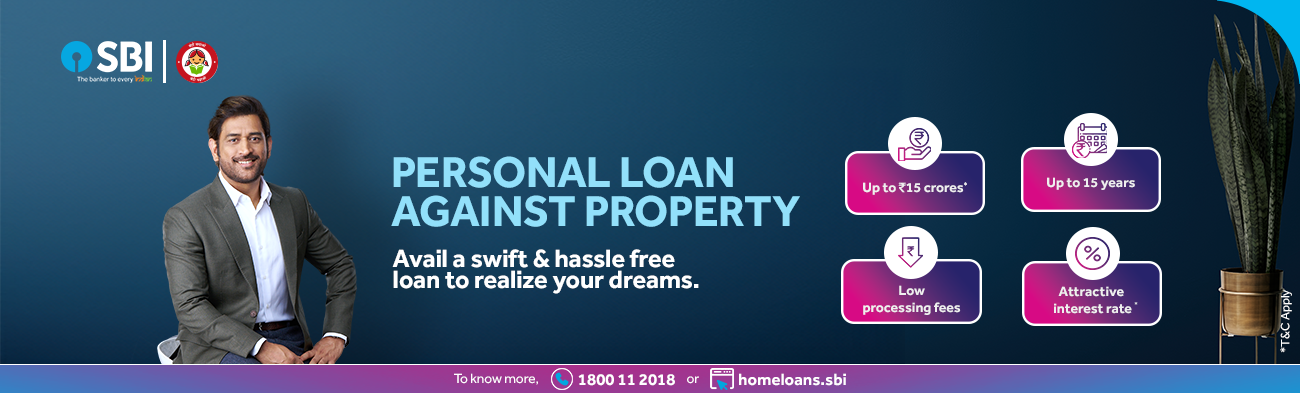 SBI
The banker to every Indian
PERSONAL LOAN
AGAINST PROPERTY
Avail a swift & hassle free
loan to realize your dreams.
Up to ₹15 crores*
Up to 15 years
Low
processing fees
Attractive
interest rate*
*T&C Apply
To know more, 1800 11 2018 or homeloans.sbi